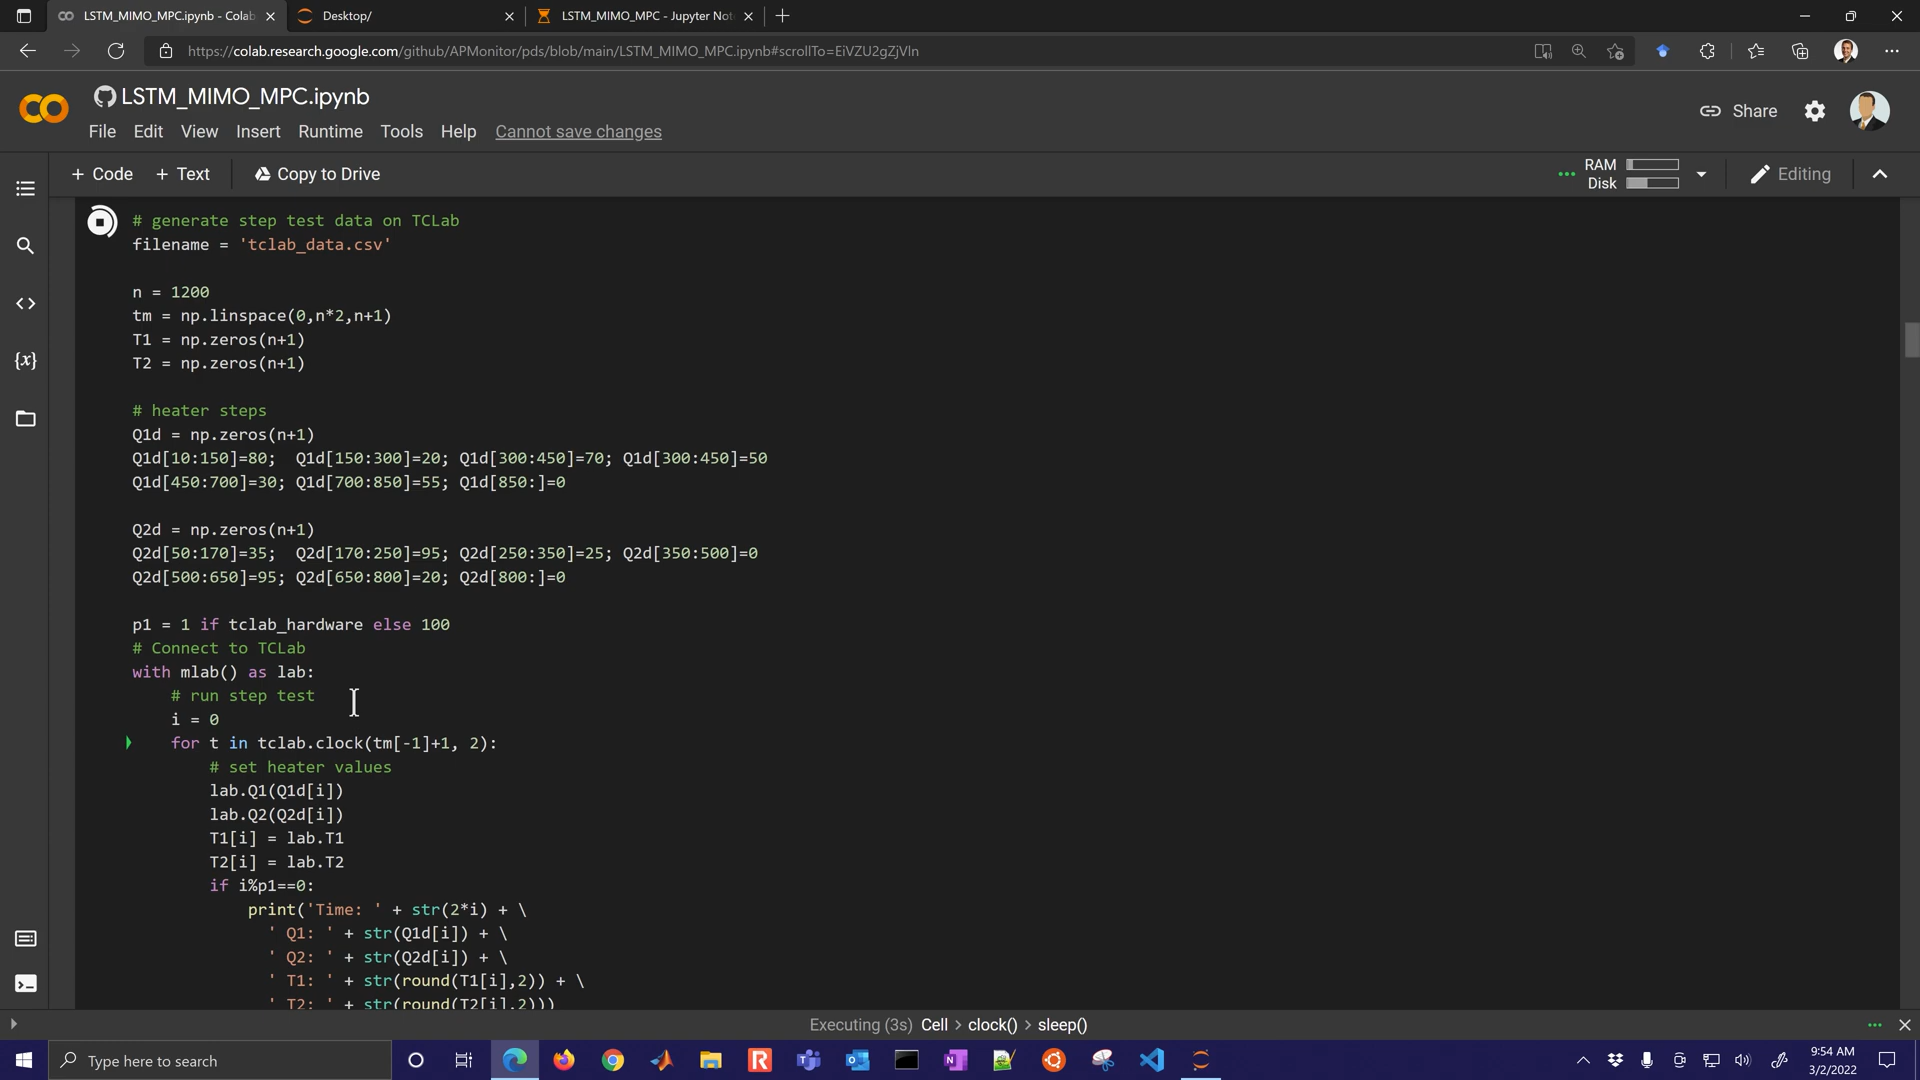 LSTM_MIMO_MPC.ipynb - Colab
Desktop/
LSTM_MIMO_MPC - Jupyter Not
https://colab.research.google.com/github/APMonitor/pds/blob/main/LSTM_MIMO_MPC.ipynb#scrollTo=EiVZU2gZjVln
LSTM_MIMO_MPC.ipynb
Share
File Edit View Insert Runtime Tools Help Cannot save changes
+ Code + Text Copy to Drive
RAM
Disk
Editing
# generate step test data on TCLab
filename = 'tclab_data.csv'
n = 1200
tm = np.linspace(0,n*2,n+1)
T1 = np.zeros(n+1)
T2 = np.zeros(n+1)
# heater steps
Q1d = np.zeros(n+1)
Q1d[10:150]=80;  Q1d[150:300]=20; Q1d[300:450]=70; Q1d[300:450]=50
Q1d[450:700]=30; Q1d[700:850]=55; Q1d[850:]=0
Q2d = np.zeros(n+1)
Q2d[50:170]=35;  Q2d[170:250]=95; Q2d[250:350]=25; Q2d[350:500]=0
Q2d[500:650]=95; Q2d[650:800]=20; Q2d[800:]=0
p1 = 1 if tclab_hardware else 100
# Connect to TCLab
with mlab() as lab:
# run step test
i = 0
for t in tclab.clock(tm[-1]+1, 2):
# set heater values
lab.Q1(Q1d[i])
lab.Q2(Q2d[i])
T1[i] = lab.T1
T2[i] = lab.T2
if i%p1==0:
print('Time: ' + str(2*i) + \
' Q1: ' + str(Q1d[i]) + \
' Q2: ' + str(Q2d[i]) + \
' T1: ' + str(round(T1[i],2)) + \
' T2: ' + str(round(T2[i],2)))
Executing (3s) Cell > clock() > sleep()
Type here to search
9:54 AM
3/2/2022